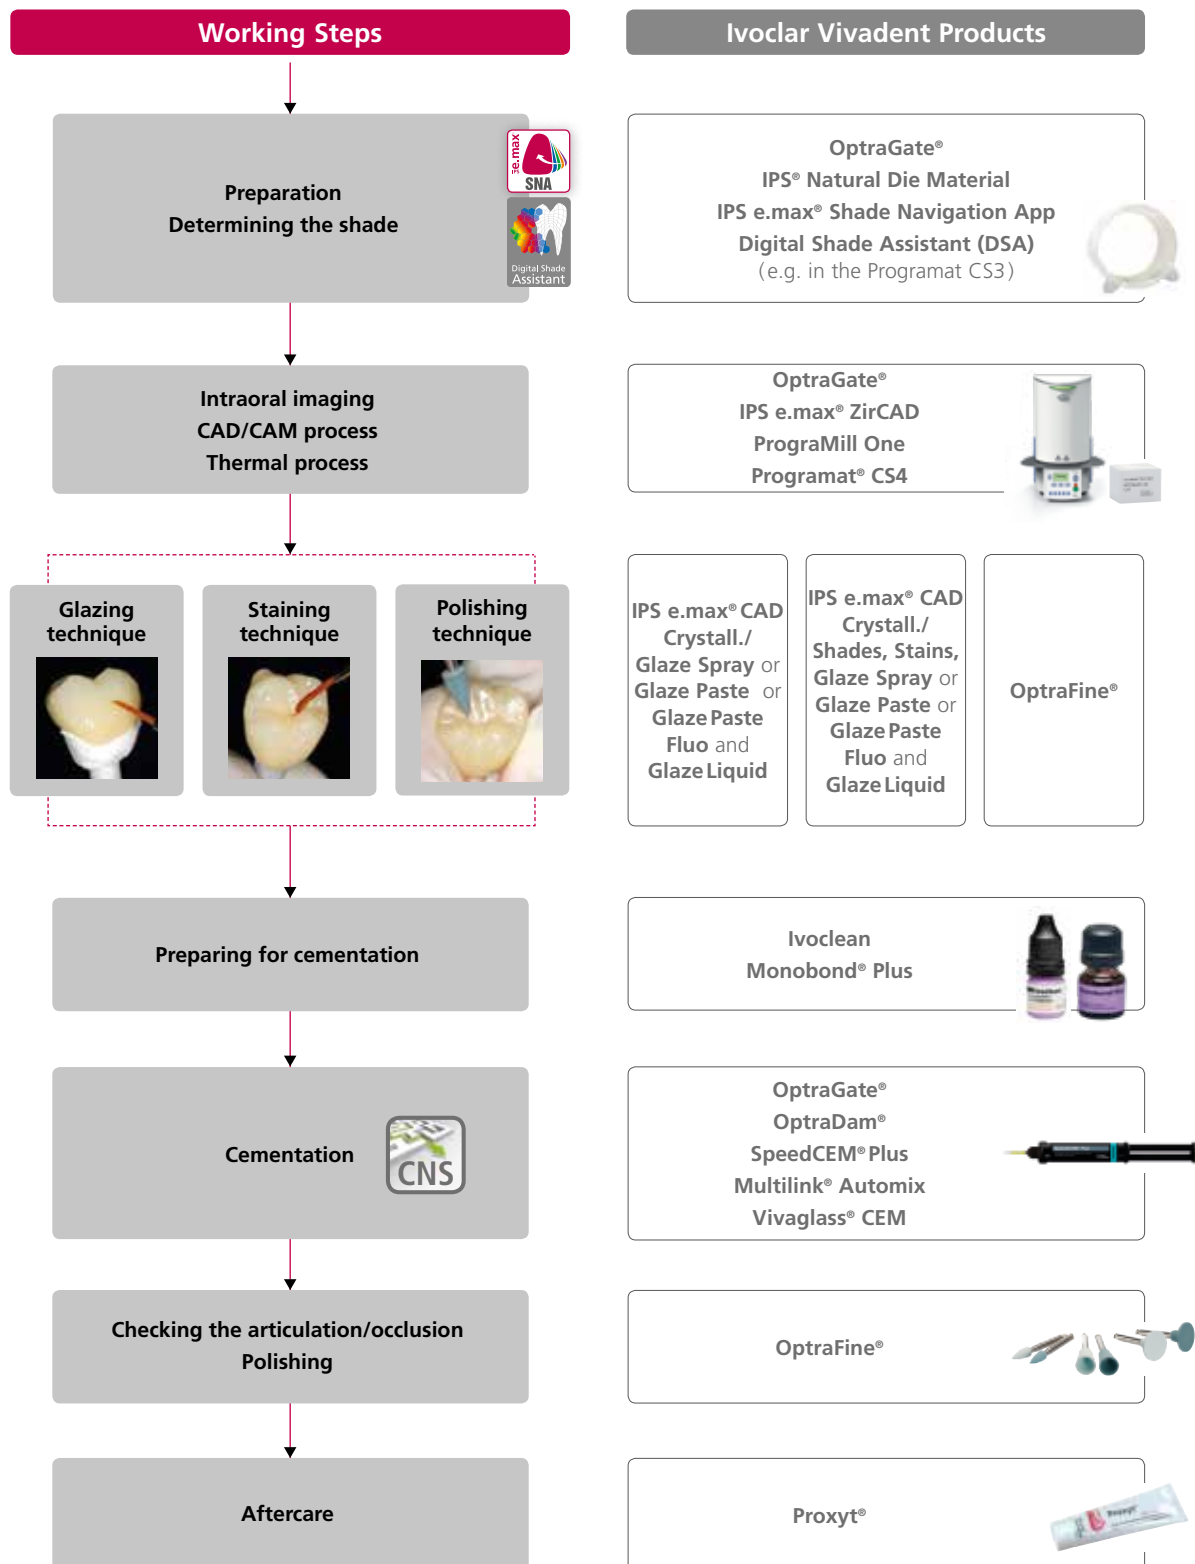 Working Steps
Ivoclar Vivadent Products
Preparation
Determining the shade
e.max
SNA
Digital Shade
Assistant
OptraGate®
IPS® Natural Die Material
IPS e.max® Shade Navigation App
Digital Shade Assistant (DSA)
(e.g. in the Programat CS3)
Intraoral imaging
CAD/CAM process
Thermal process
OptraGate®
IPS e.max® ZirCAD
PrograMill One
Programat® CS4
Glazing
technique
Staining
technique
Polishing
technique
IPS e.max® CAD
Crystall./
Glaze Spray or
Glaze Paste or
Glaze Paste
Fluo and
Glaze Liquid
IPS e.max® CAD
Crystall./
Shades, Stains,
Glaze Spray or
Glaze Paste or
Glaze Paste
Fluo and
Glaze Liquid
OptraFine®
Preparing for cementation
Ivoclean
Monobond® Plus
Cementation
CNS
OptraGate®
OptraDam®
SpeedCEM® Plus
Multilink® Automix
Vivaglass® CEM
Checking the articulation/occlusion
Polishing
OptraFine®
Aftercare
Proxyt®
Proxyt®